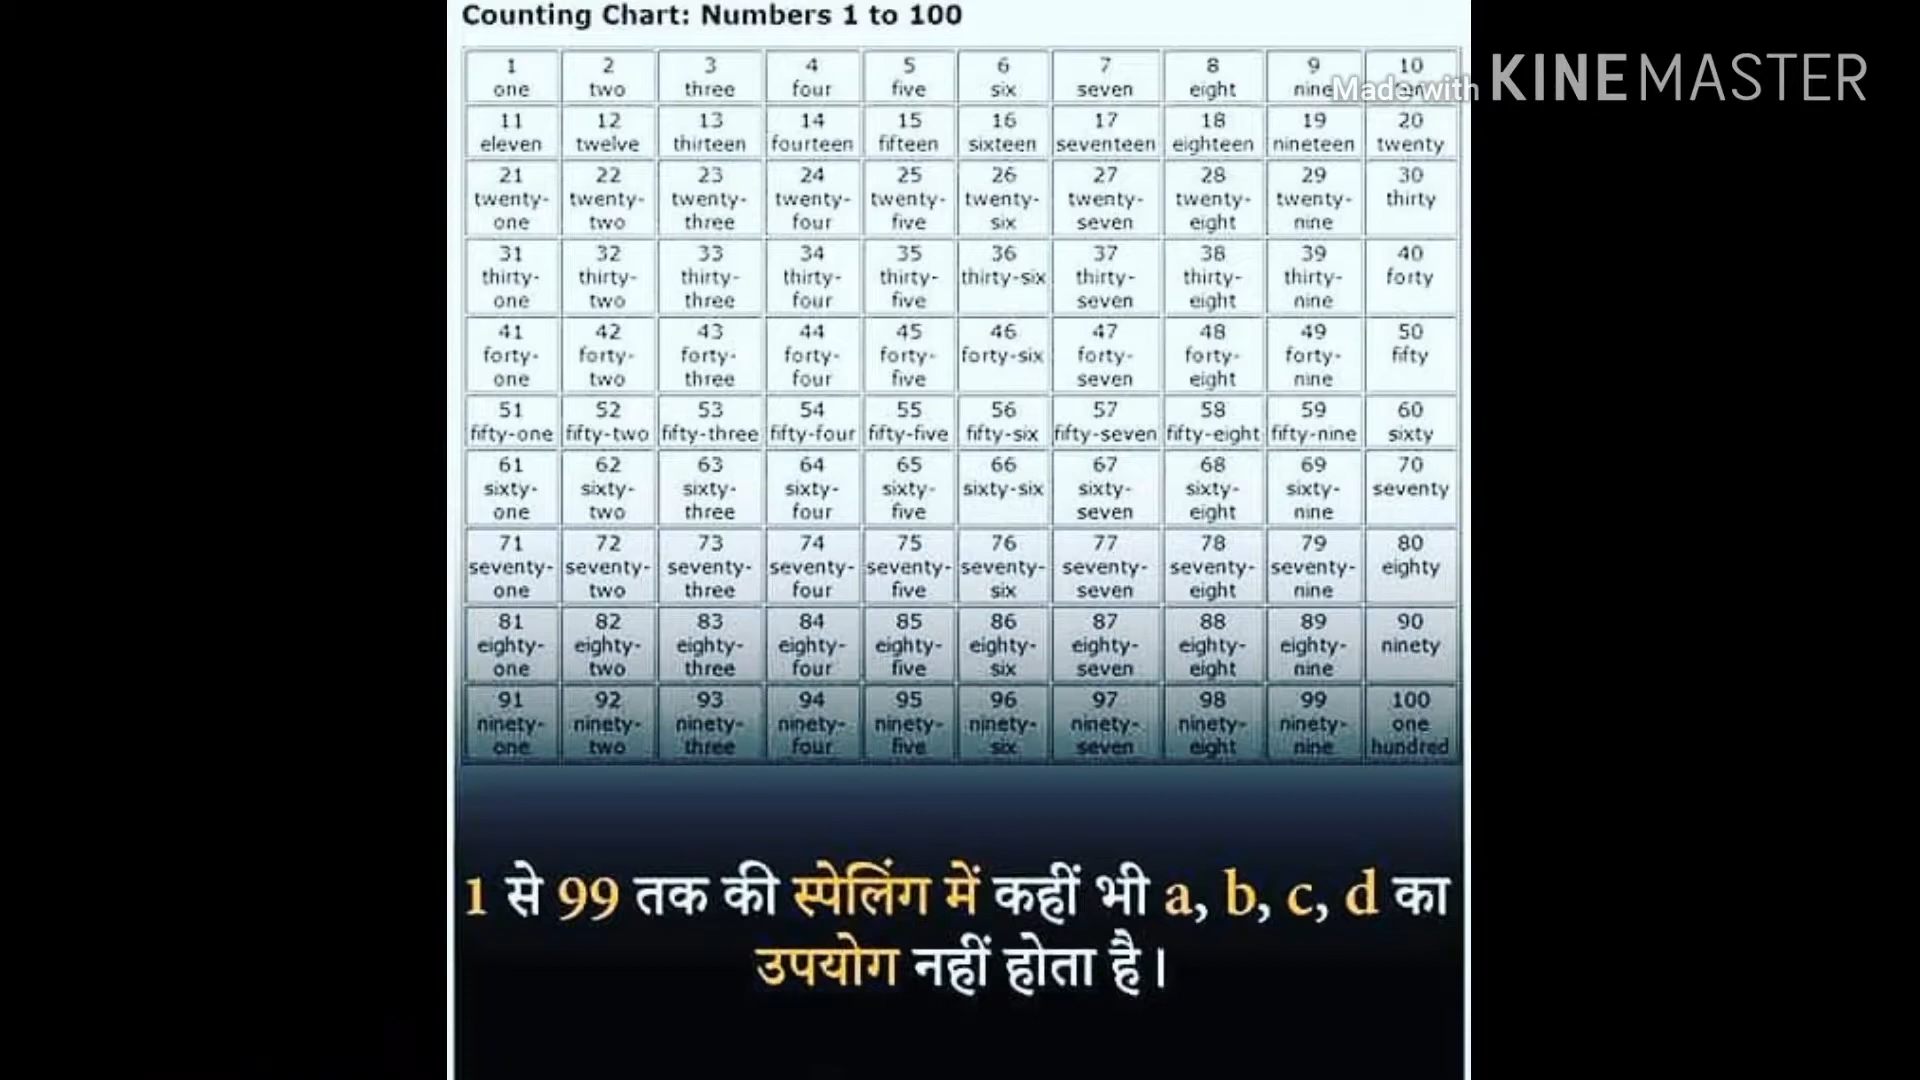 Counting Chart: Numbers 1 to 100
Made with KINEMASTER
1 2 3 4 5 6 7 8 9 10
one two three four five six seven eight nine
11 12 13 14 15 16 17 18 19 20
eleven twelve thirteen fourteen fifteen sixteen seventeen eighteen nineteen twenty
21 22 23 24 25 26 27 28 29 30
twenty- twenty- twenty- twenty- twenty- twenty- twenty- twenty- twenty- thirty
one two three four five six seven eight nine
31 32 33 34 35 36 37 38 39 40
thirty- thirty- thirty- thirty- thirty- thirty-six thirty- thirty- thirty- forty
one two three four five seven eight nine
41 42 43 44 45 46 47 48 49 50
forty- forty- forty- forty- forty- forty-six forty- forty- forty- fifty
one two three four five seven eight nine
51 52 53 54 55 56 57 58 59 60
fifty-one fifty-two fifty-three fifty-four fifty-five fifty-six fifty-seven fifty-eight fifty-nine sixty
61 62 63 64 65 66 67 68 69 70
sixty- sixty- sixty- sixty- sixty- sixty-six sixty- sixty- sixty- seventy
one two three four five seven eight nine
71 72 73 74 75 76 77 78 79 80
seventy- seventy- seventy- seventy- seventy- seventy- seventy- seventy- seventy- eighty
one two three four five six seven eight nine
81 82 83 84 85 86 87 88 89 90
eighty- eighty- eighty- eighty- eighty- eighty- eighty- eighty- eighty- ninety
one two three four five six seven eight nine
91 92 93 94 95 96 97 98 99 100
ninety- ninety- ninety- ninety- ninety- ninety- ninety- ninety- ninety- one
one two three four five six seven eight nine hundred
1 से 99 तक की स्पेलिंग में कहीं भी a, b, c, d का
उपयोग नहीं होता है।